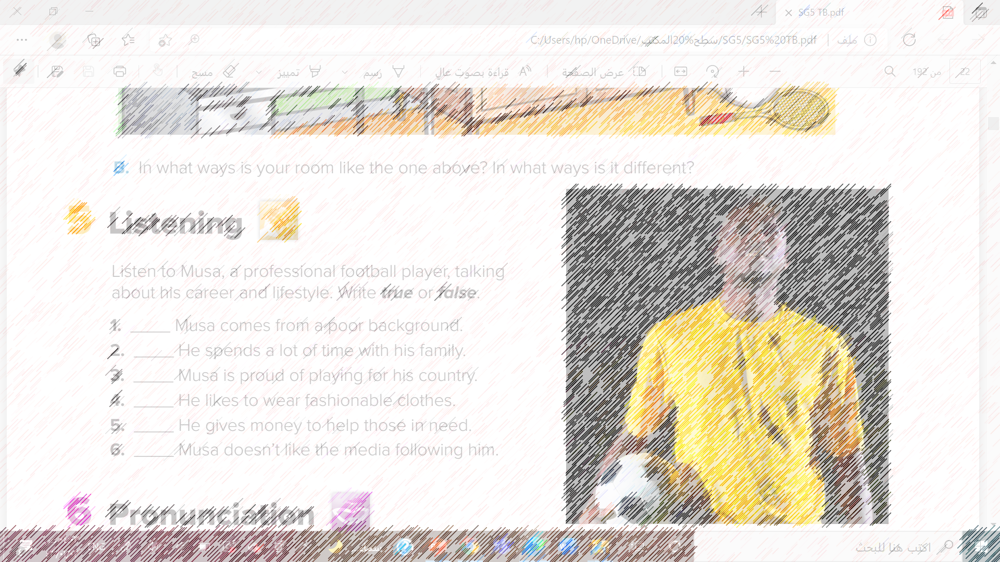 SG5 TB.pdf
C:/Users/hp/OneDrive/سطح%20المكتب/SG5/SG5%20TB.pdf
ملف
مسح
تمييز
رسم
قراءة بصوت عالٍ
عرض الصفحة
من 192
22
B. In what ways is your room like the one above? In what ways is it different?
5 Listening
Listen to Musa, a professional football player, talking
about his career and lifestyle. Write true or false.
1. _____ Musa comes from a poor background.
2. _____ He spends a lot of time with his family.
3. _____ Musa is proud of playing for his country.
4. _____ He likes to wear fashionable clothes.
5. _____ He gives money to help those in need.
6. _____ Musa doesn't like the media following him.
6 Pronunciation
ENG
اكتب هنا للبحث